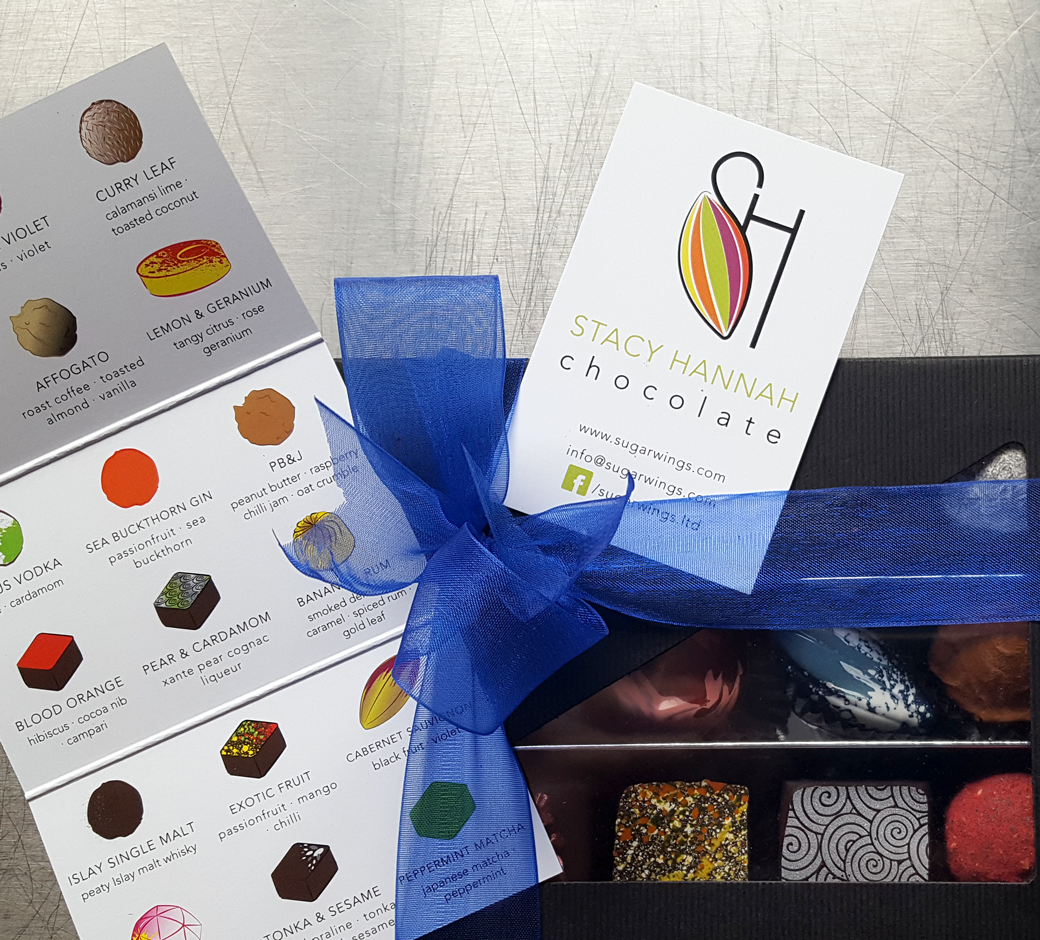 CURRY LEAF
calamansi lime ·
toasted coconut
VIOLET
· violet
LEMON & GERANIUM
tangy citrus · rose
geranium
AFFOGATO
roast coffee · toasted
almond · vanilla
PB&J
peanut butter · raspberry
chilli jam · oat crumble
SEA BUCKTHORN GIN
passionfruit · sea
buckthorn
VODKA
· cardamom
RUM
smoked
caramel · spiced rum ·
gold leaf
PEAR & CARDAMOM
xante pear cognac
liqueur
BLOOD ORANGE
hibiscus · cocoa nib
· campari
CABERNET SAUVIGNON
black fruit · violet
EXOTIC FRUIT
passionfruit · mango
· chilli
ISLAY SINGLE MALT
peaty Islay malt whisky
PEPPERMINT MATCHA
japanese matcha ·
peppermint
TONKA & SESAME
praline · tonka
sesame
SH
STACY HANNAH
chocolate
www.sugarwings.com
info@sugarwings.com
f /sugarwings.ltd